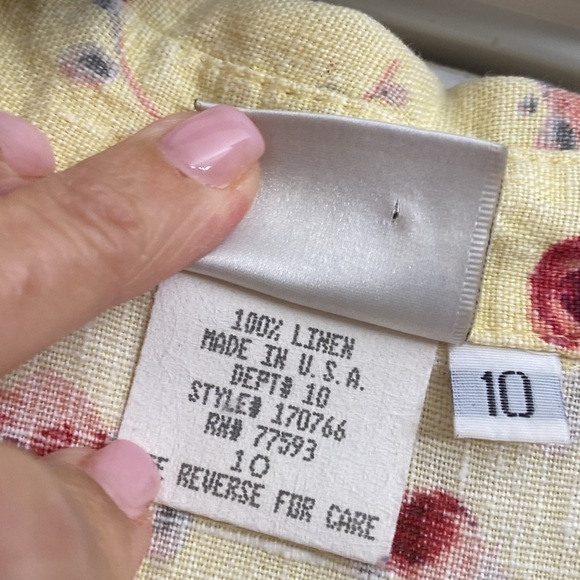 100% LINEN
MADE IN U.S.A.
DEPT# 10
STYLE# 170766
RN# 77593
10
REVERSE FOR CARE
10